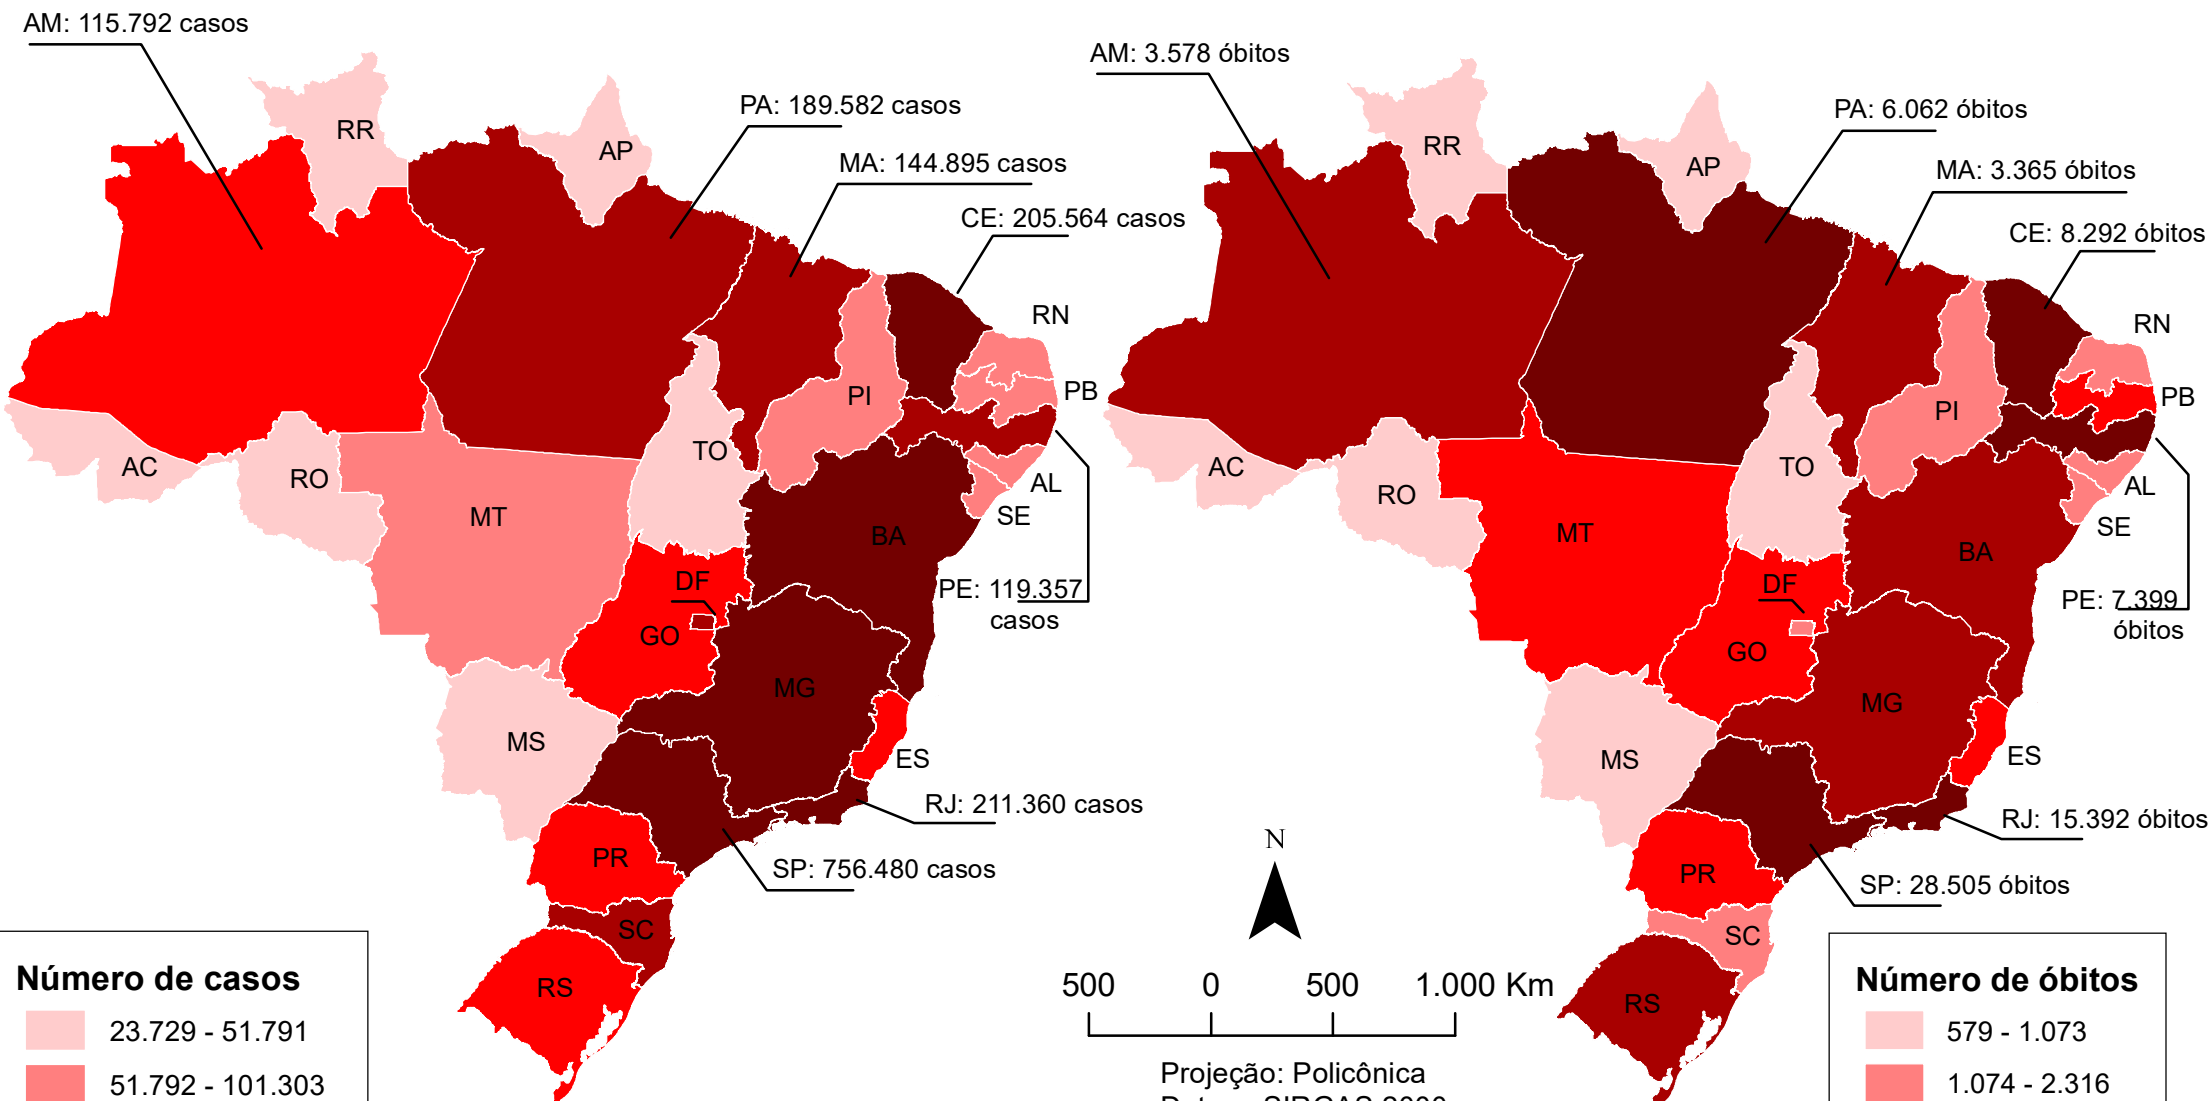 AM: 115.792 casos
RR
AP
PA: 189.582 casos
MA: 144.895 casos
CE: 205.564 casos
RN
PB
PI
TO
AC
RO
MT
AL
SE
BA
DF
GO
PE: 119.357
casos
MG
MS
ES
RJ: 211.360 casos
PR
SP: 756.480 casos
SC
RS
Número de casos
23.729 - 51.791
51.792 - 101.303
AM: 3.578 óbitos
RR
AP
PA: 6.062 óbitos
MA: 3.365 óbitos
CE: 8.292 óbitos
RN
PB
PI
TO
AC
RO
MT
AL
SE
BA
DF
GO
PE: 7.399
óbitos
MG
MS
ES
RJ: 15.392 óbitos
PR
SP: 28.505 óbitos
SC
RS
N
500 0 500 1.000 Km
Projeção: Policônica
Número de óbitos
579 - 1.073
1.074 - 2.316